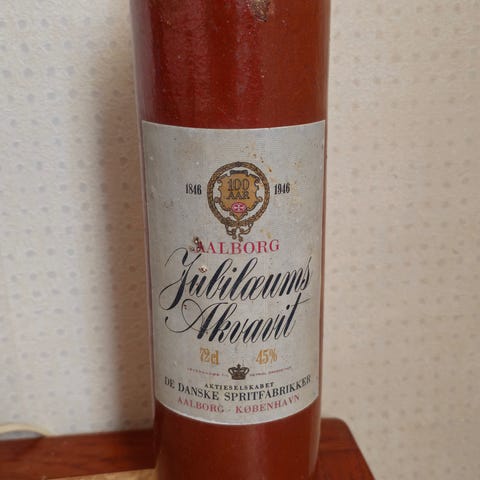 1846
100
AAR
1946
AALBORG
Jubilæums
Akvavit
72cl 45%
AKTIESELSKABET
DE DANSKE SPRITFABRIKKER
AALBORG - KØBENHAVN